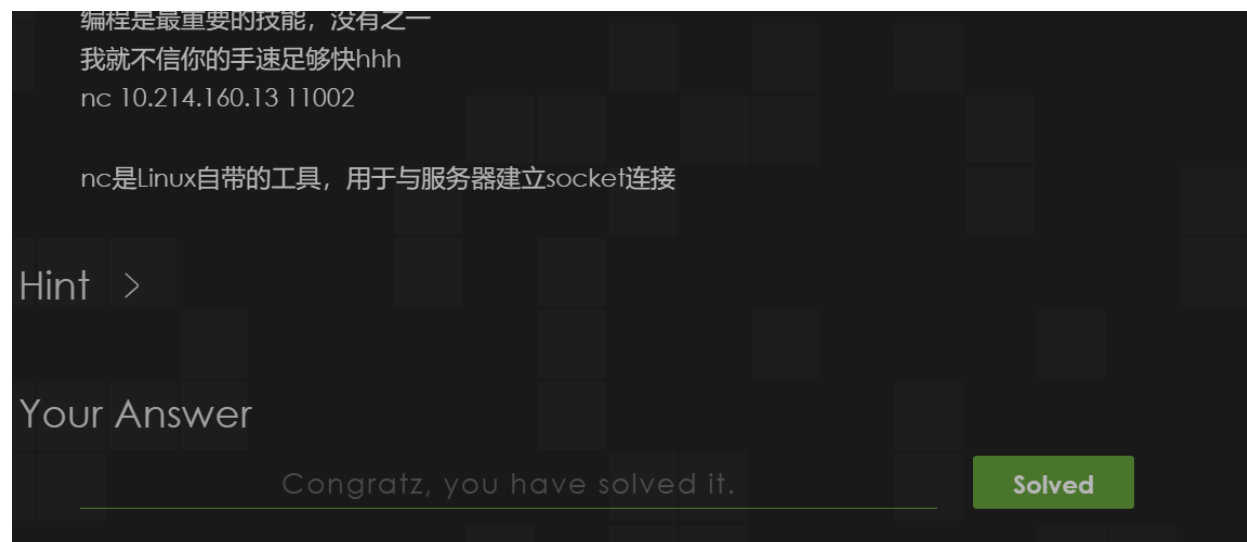 编程是最重要的技能，没有之一
我就不信你的手速足够快hhh
nc 10.214.160.13 11002
nc是Linux自带的工具，用于与服务器建立socket连接
Hint >
Your Answer
Congratz, you have solved it.
Solved